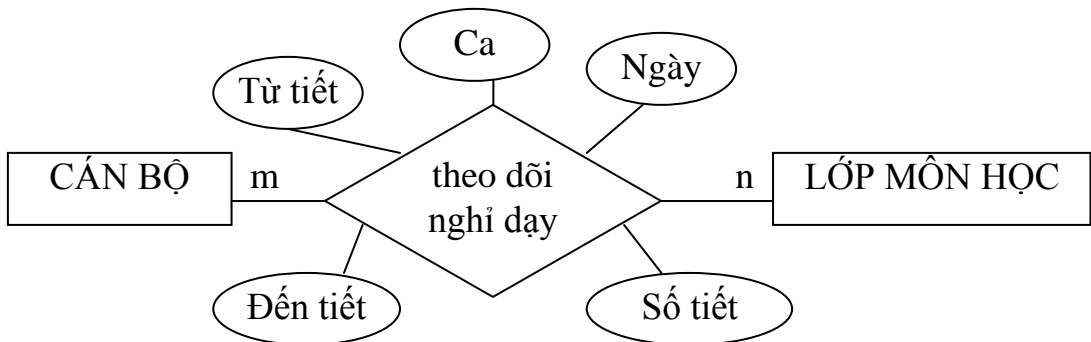 Ca
Ngày
Từ tiết
CÁN BỘ
m
theo dõi
nghỉ dạy
n
LỚP MÔN HỌC
Đến tiết
Số tiết